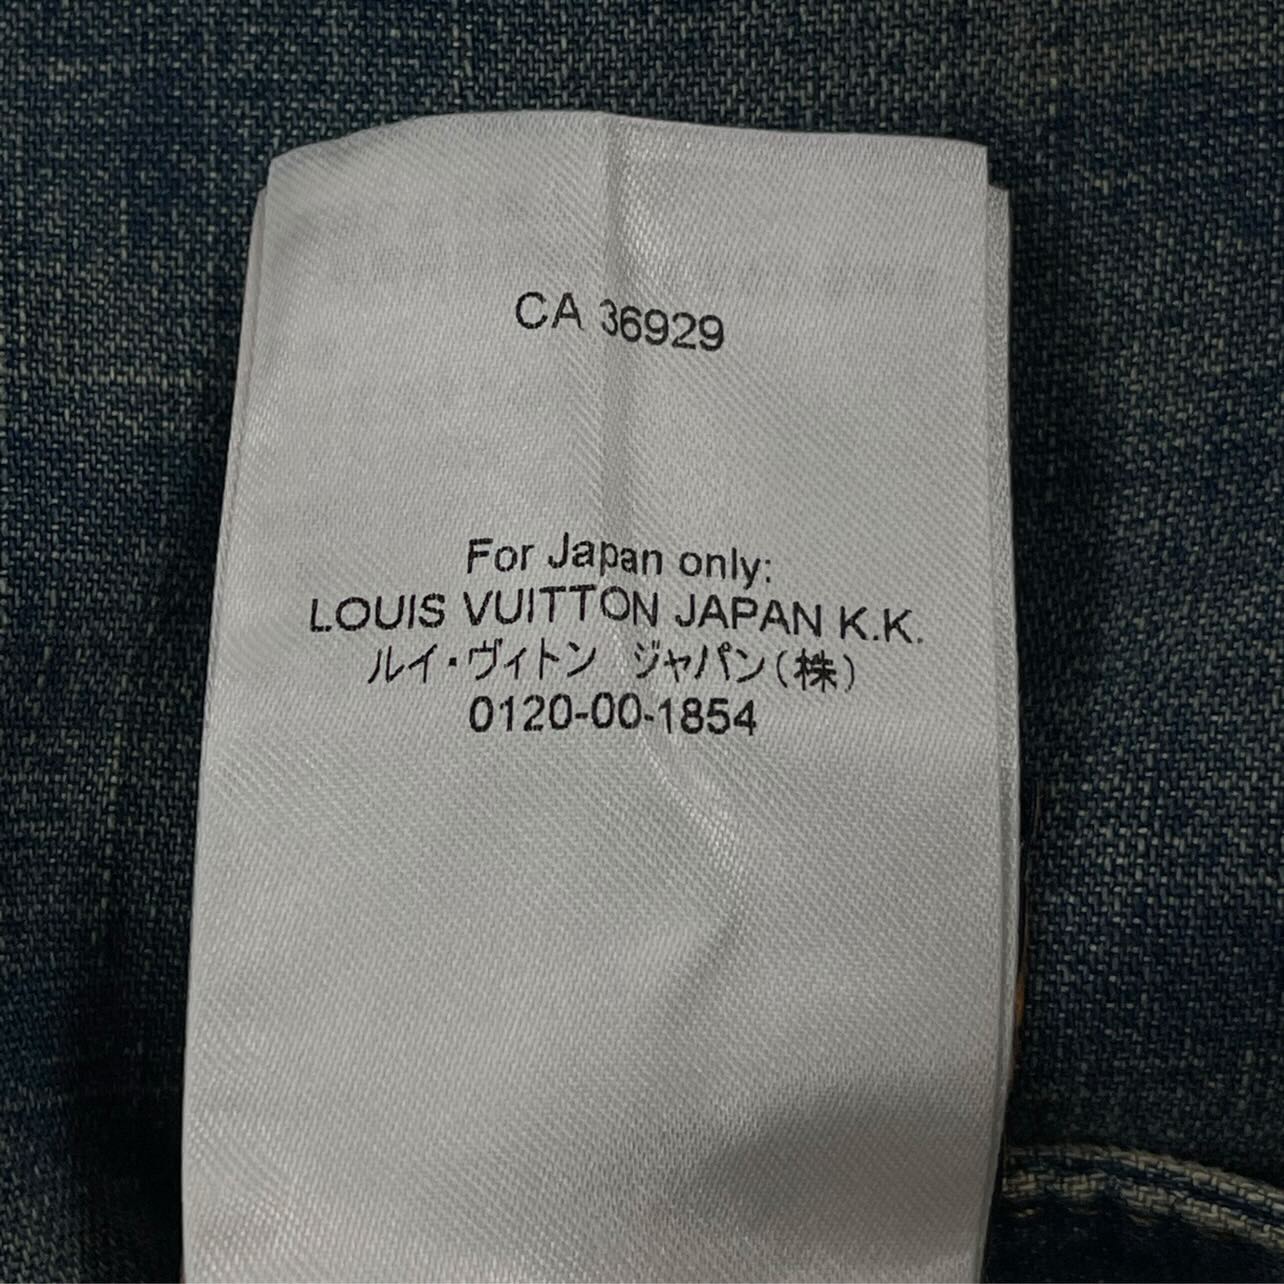 CA 36929
For Japan only:
LOUIS VUITTON JAPAN K.K.
ルイ・ヴィトン　ジャパン(株)
0120-00-1854